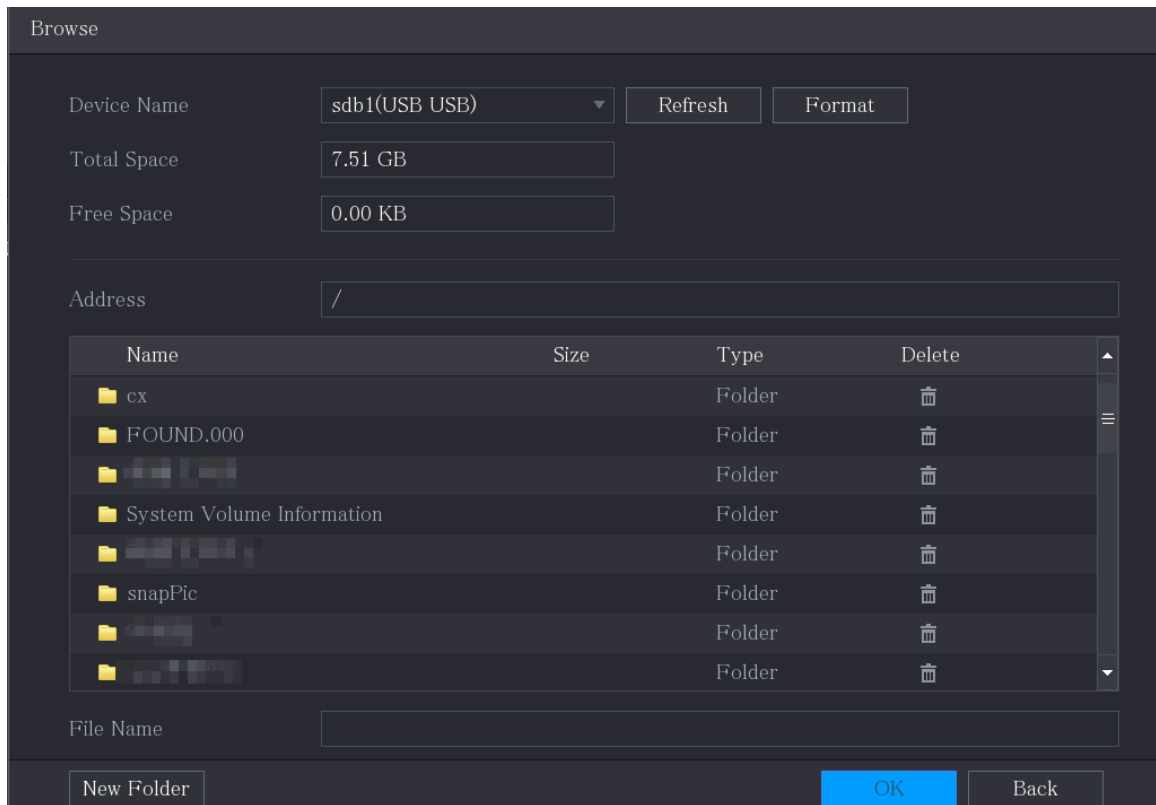 Browse
Device Name sdb1(USB USB) Refresh Format
Total Space 7.51 GB
Free Space 0.00 KB
Address /
Name Size Type Delete
cx Folder
FOUND.000 Folder
Folder
System Volume Information Folder
Folder
snapPic Folder
Folder
Folder
File Name
New Folder OK Back